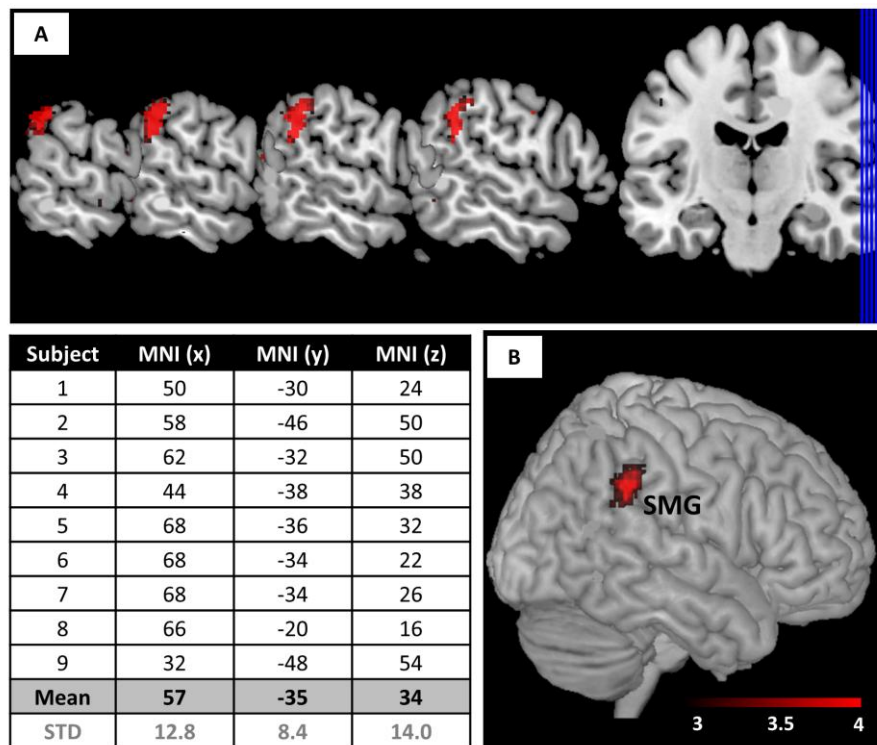 A
Subject MNI (x) MNI (y) MNI (z)
1 50 -30 24
2 58 -46 50
3 62 -32 50
4 44 -38 38
5 68 -36 32
6 68 -34 22
7 68 -34 26
8 66 -20 16
9 32 -48 54
Mean 57 -35 34
STD 12.8 8.4 14.0
B
SMG
3 3.5 4